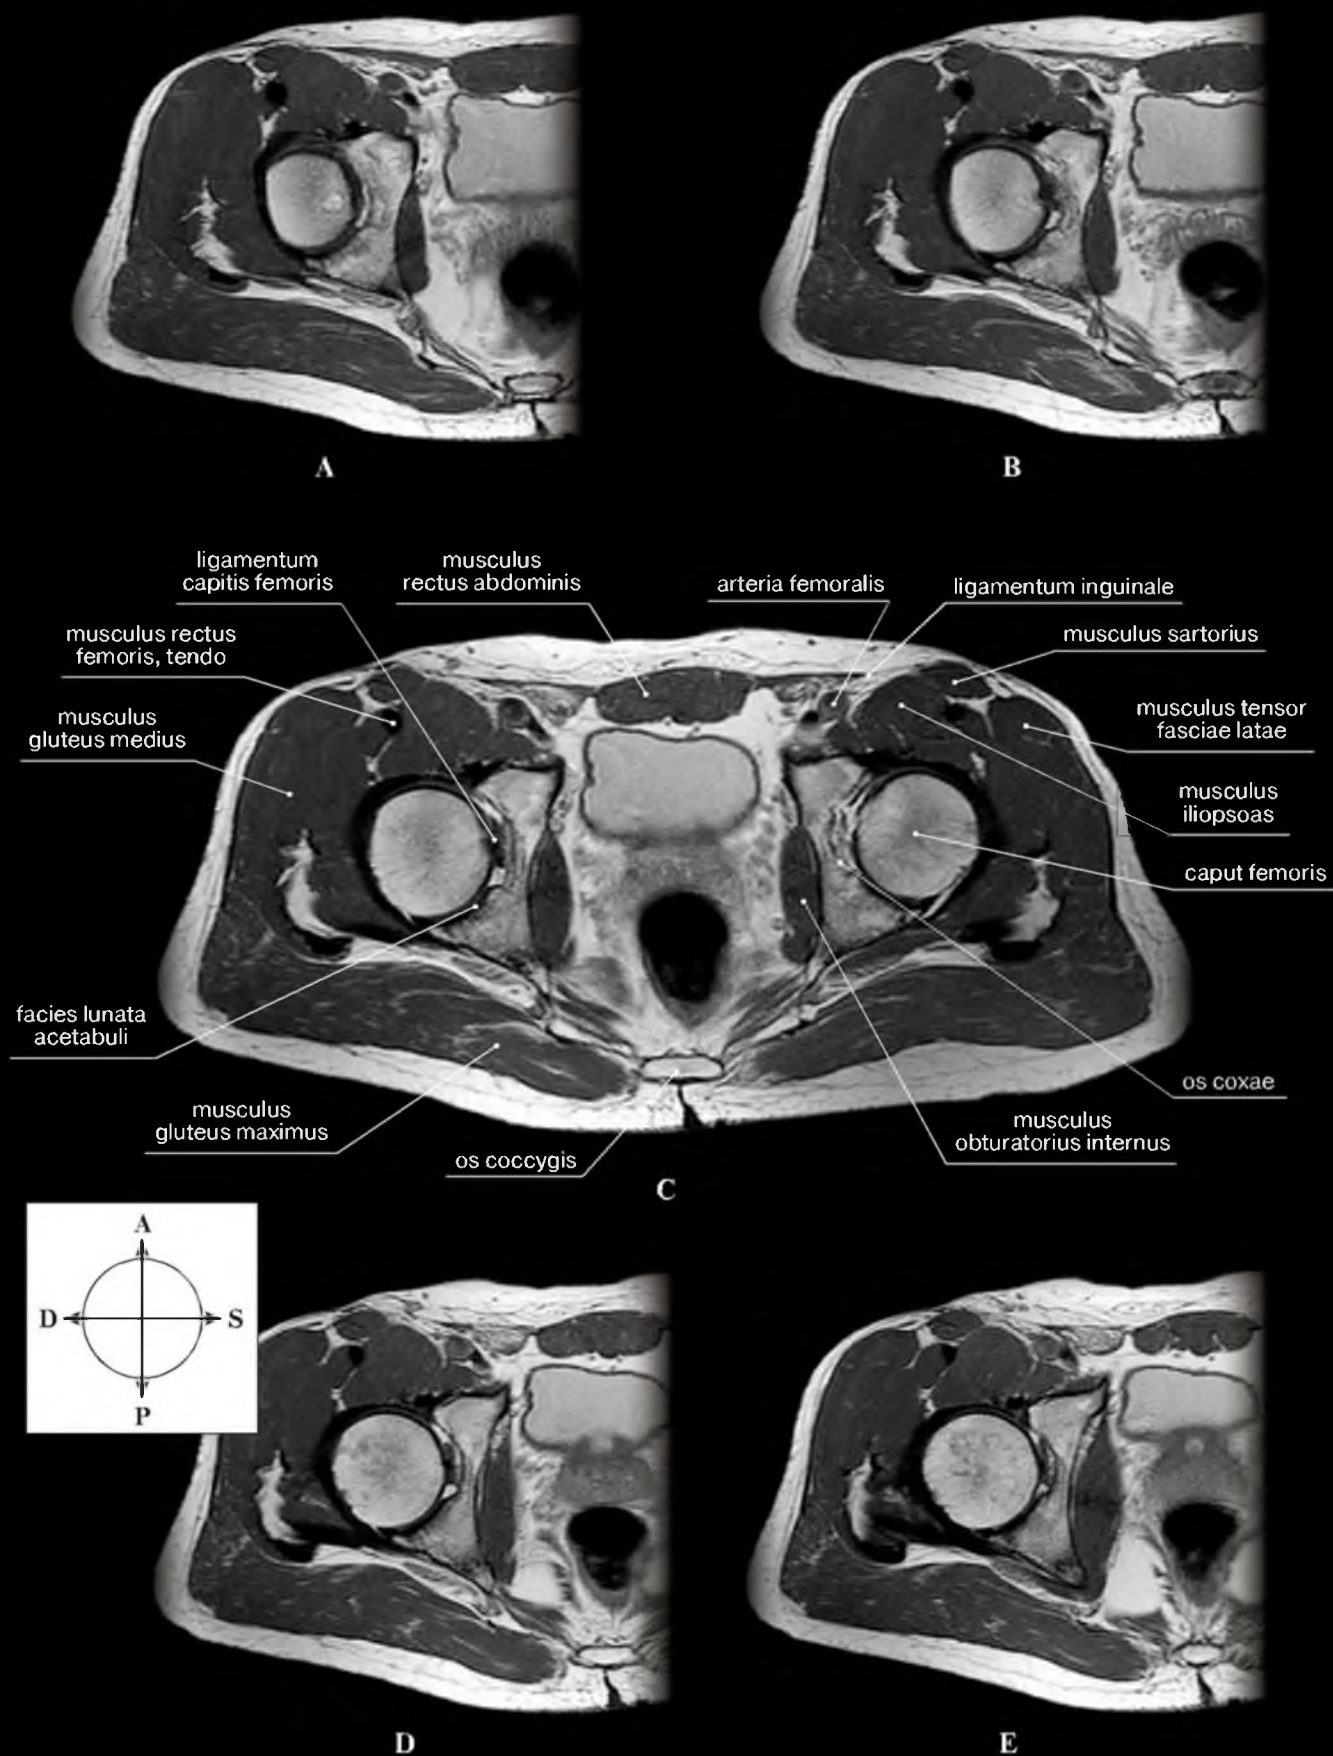 A
B
ligamentum
capitis femoris
musculus
rectus abdominis
arteria femoralis
ligamentum inguinale
musculus rectus
femoris, tendo
musculus sartorius
musculus
gluteus medius
musculus tensor
fasciae latae
musculus
iliopsoas
caput femoris
facies lunata
acetabuli
os coxae
musculus
gluteus maximus
musculus
obturatorius internus
os coccygis
C
A
D
S
P
D
E